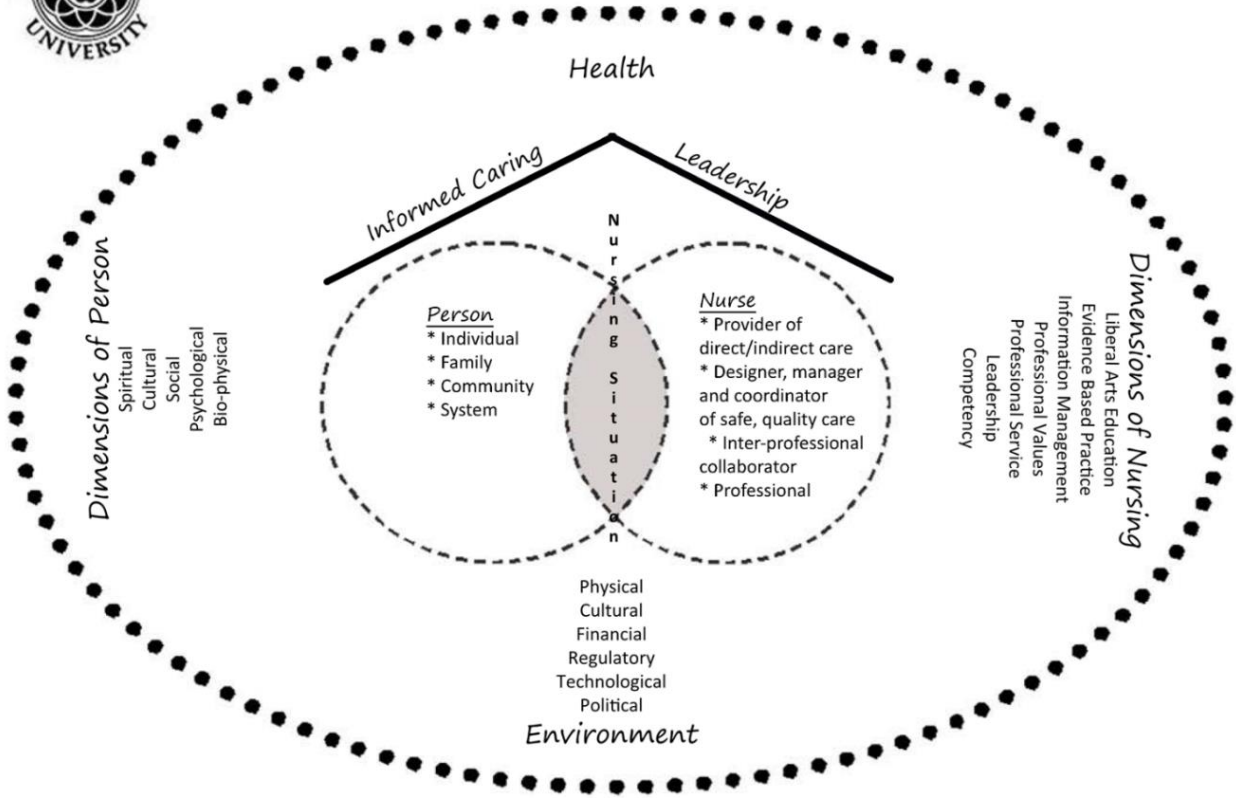 UNIVERSITY
Health
Informed Caring
Leadership
Nursing Situation
Person
* Individual
* Family
* Community
* System
Nurse
* Provider of
direct/indirect care
* Designer, manager
and coordinator
of safe, quality care
* Inter-professional
collaborator
* Professional
Dimensions of Person
Spiritual
Cultural
Social
Psychological
Bio-physical
Dimensions of Nursing
Liberal Arts Education
Evidence Based Practice
Information Management
Professional Values
Professional Service
Leadership
Competency
Physical
Cultural
Financial
Regulatory
Technological
Political
Environment